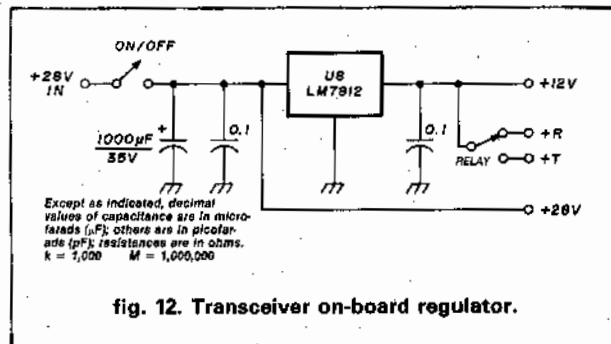 ON/OFF
+28V
IN
U8
LM7812
+12V
1000µF
35V
+
0.1
0.1
+R
RELAY
+T
+28V
Except as indicated, decimal
values of capacitance are in micro-
farads (µF); others are in picofar-
ads (pF); resistances are in ohms.
k = 1,000 M = 1,000,000
fig. 12. Transceiver on-board regulator.